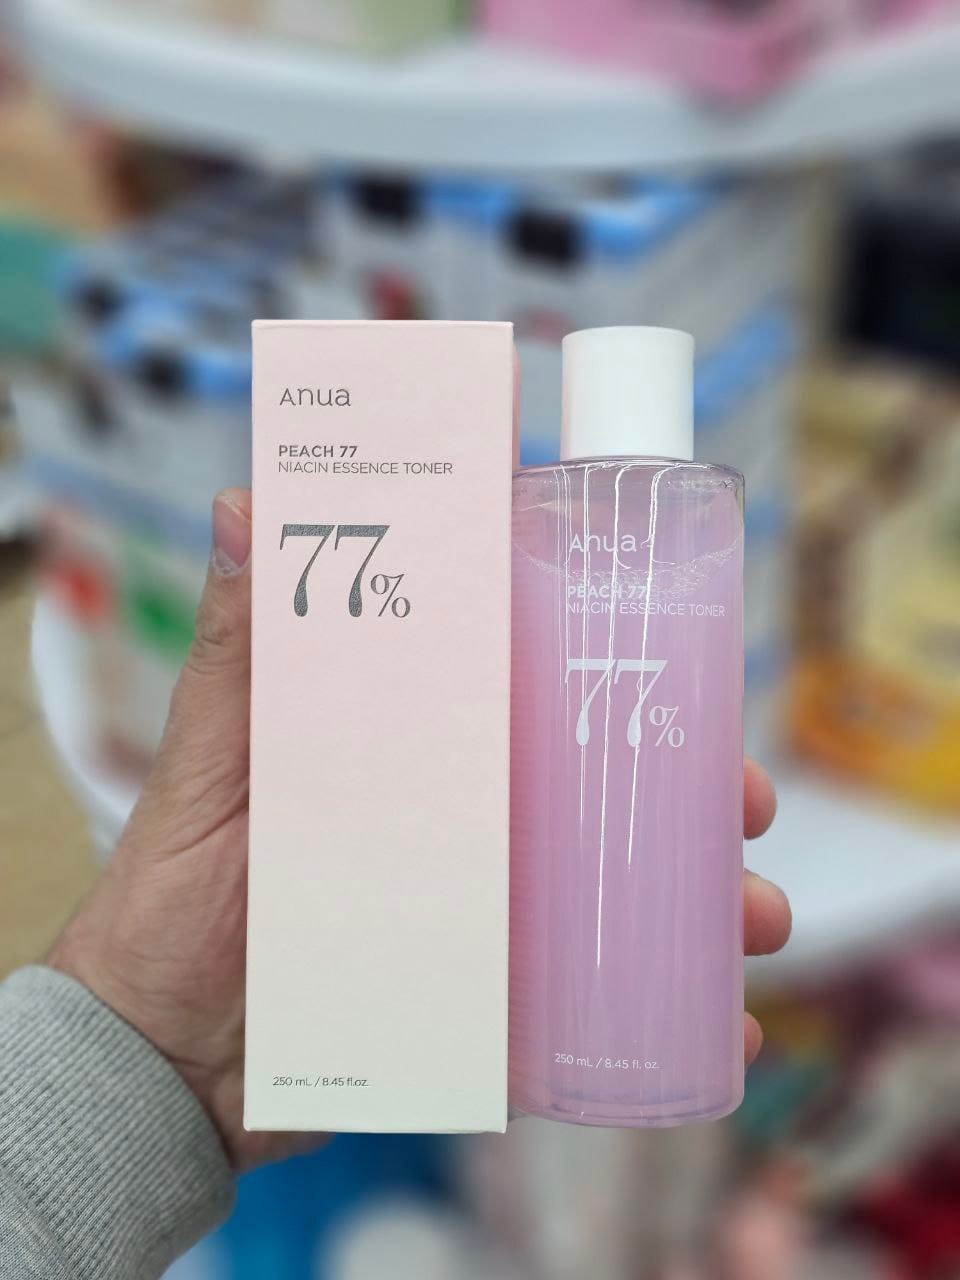 Anua
PEACH 77
NIACIN ESSENCE TONER
77%
250 mL / 8.45 fl.oz.
Anua
PEACH 77
NIACIN ESSENCE TONER
77%
250 mL / 8.45 fl. oz.